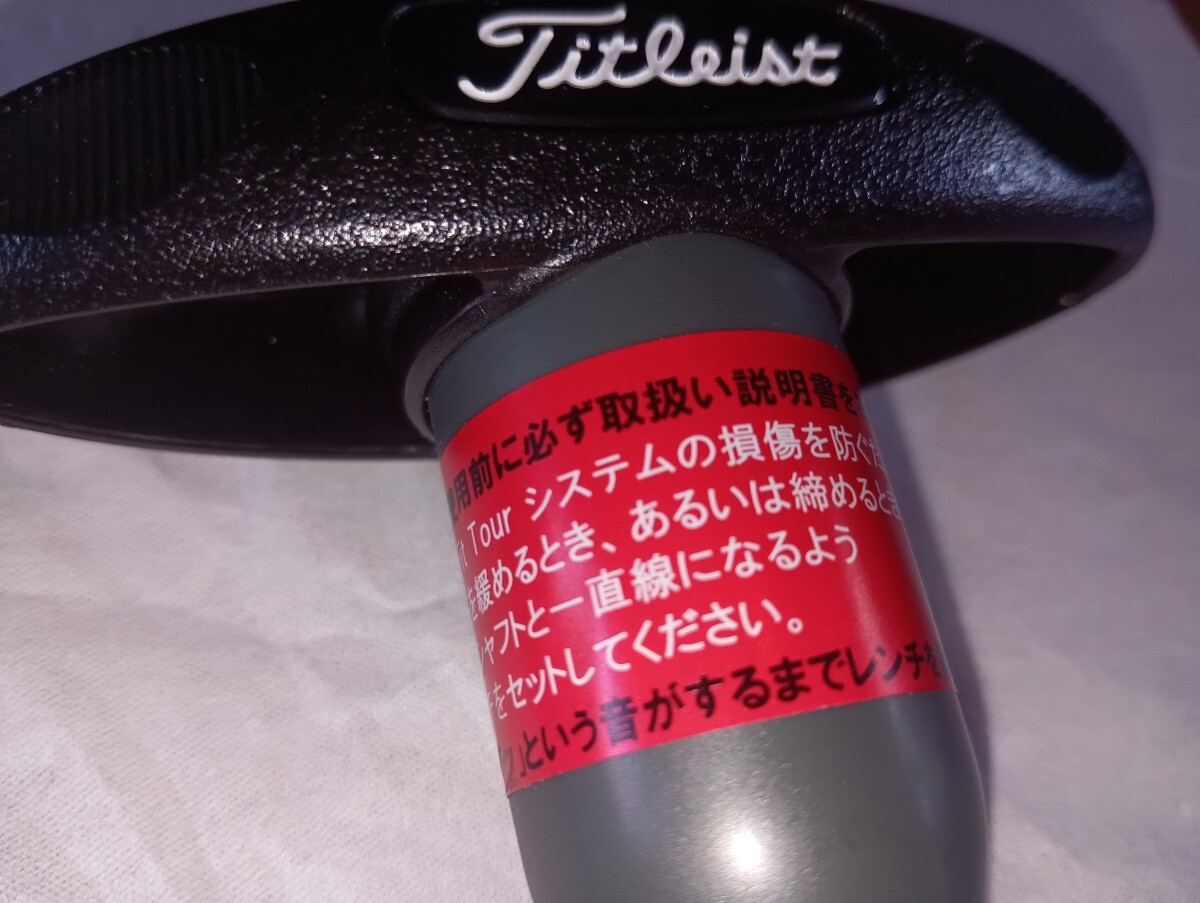 Titleist
用前に必ず取扱い説明書を
Tour システムの損傷を防ぐ
を緩めるとき、あるいは締めるとき
シャフトと一直線になるよう
をセットしてください。
」という音がするまでレンチを